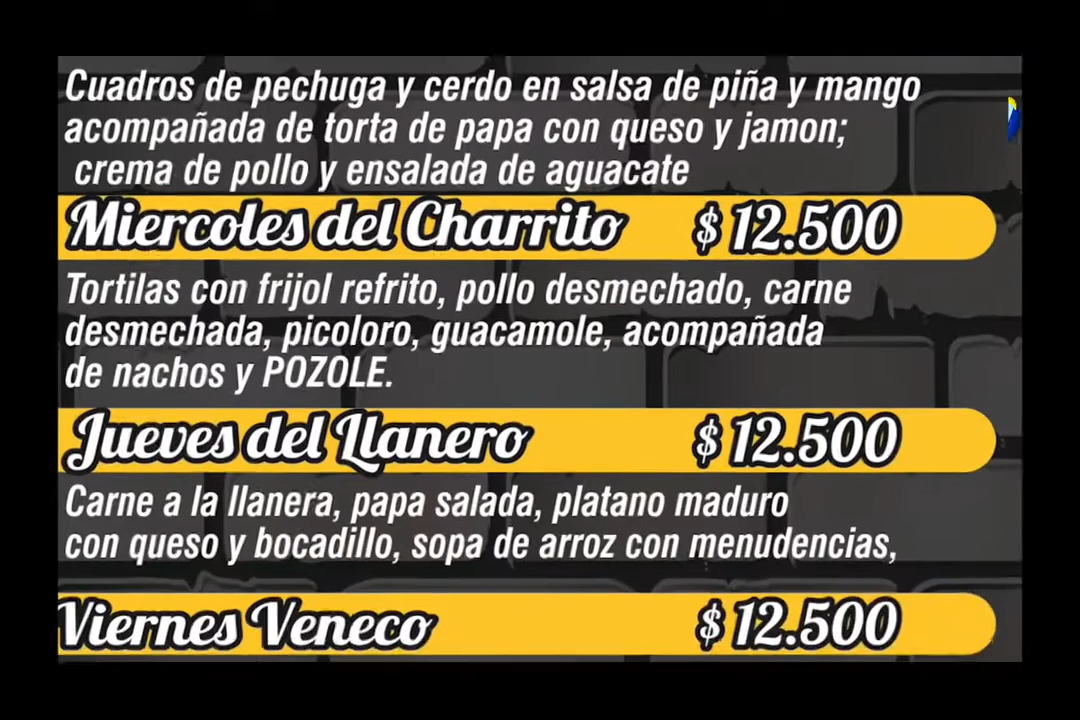 Cuadros de pechuga y cerdo en salsa de piña y mango
acompañada de torta de papa con queso y jamon;
crema de pollo y ensalada de aguacate
Miercoles del Charrito $ 12.500
Tortilas con frijol refrito, pollo desmechado, carne
desmechada, picoloro, guacamole, acompañada
de nachos y POZOLE.
Jueves del Llanero $ 12.500
Carne a la llanera, papa salada, platano maduro
con queso y bocadillo, sopa de arroz con menudencias,
Viernes Veneco $ 12.500